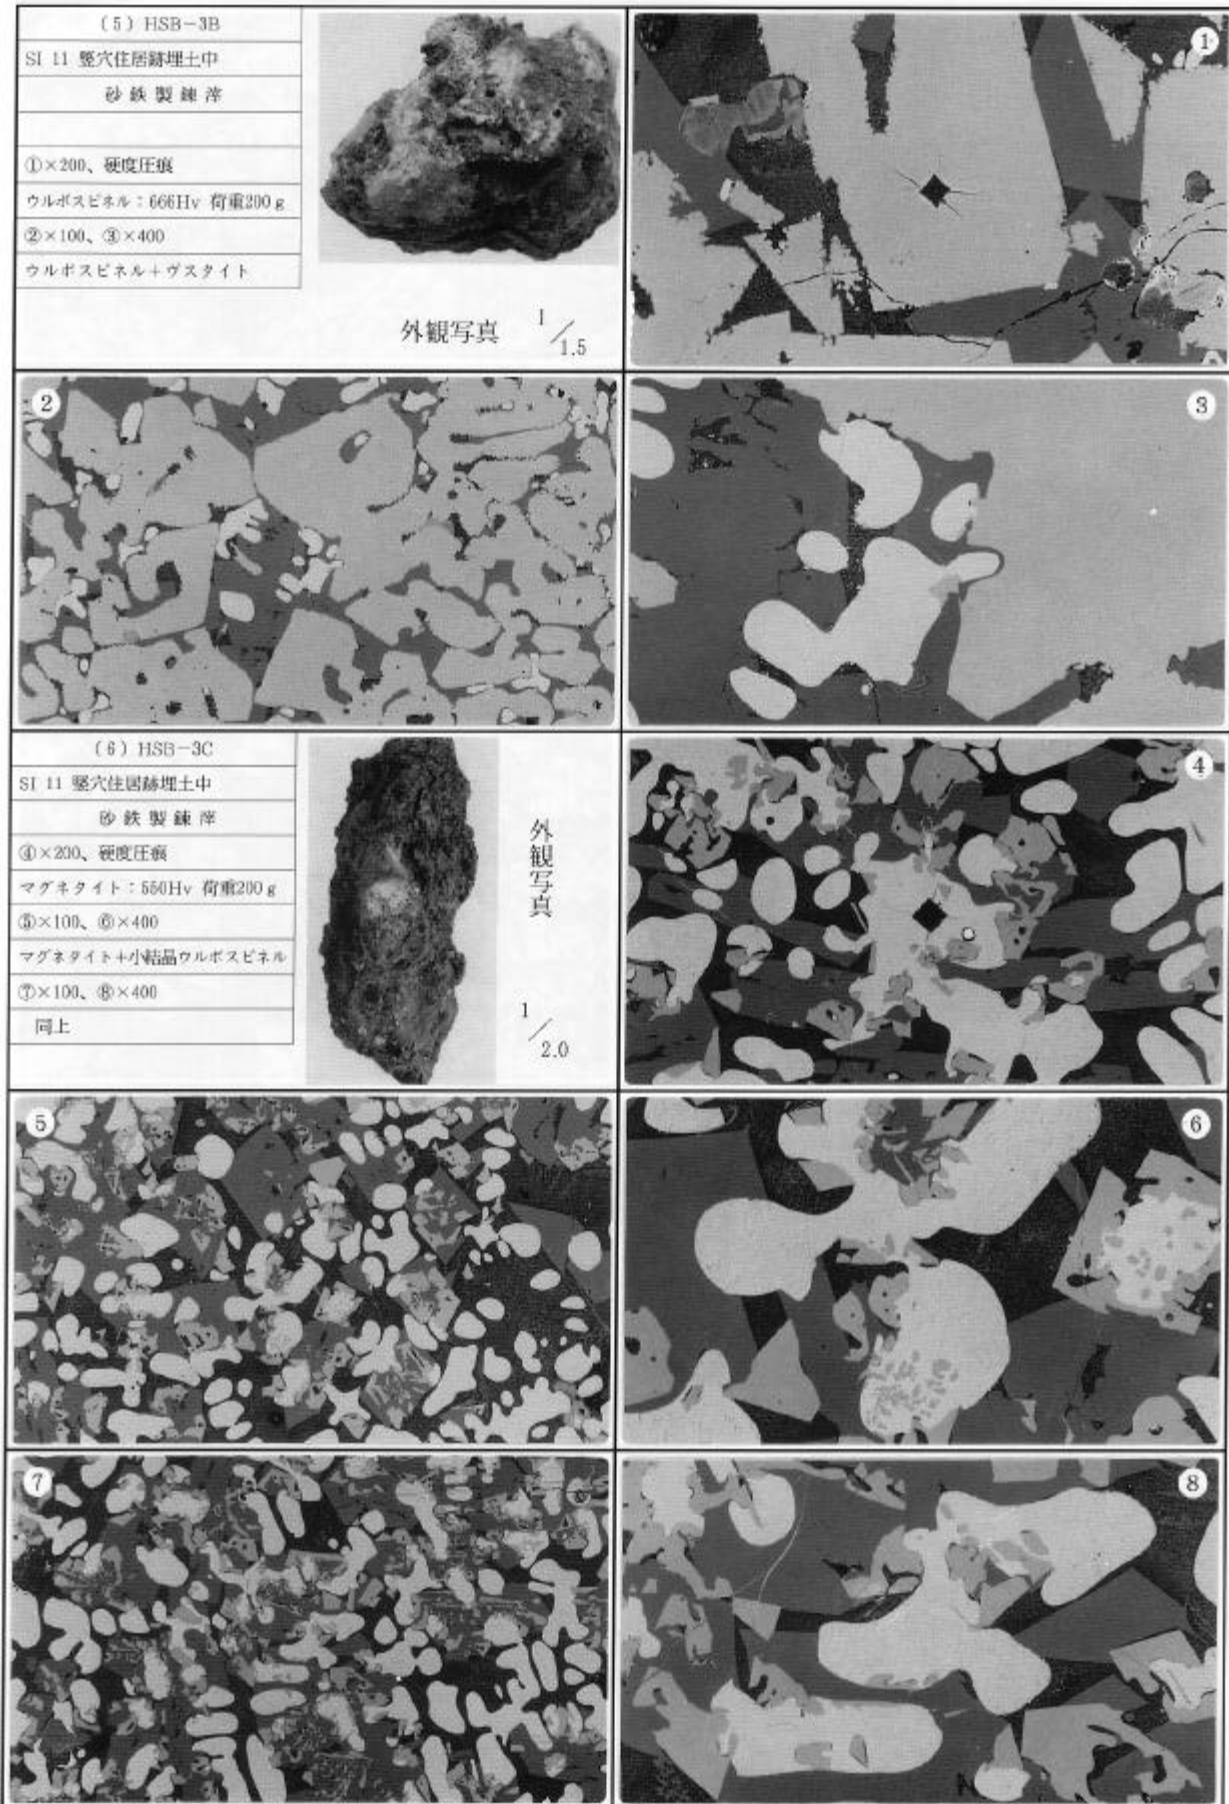 (5) HSB-3B
SI 11 竪穴住居跡埋土中
砂鉄製錬滓
①×200、硬度圧痕
ウルボスピネル:666Hv 荷重200g
②×100、③×400
ウルボスピネル+ヴスタイト
外観写真 1/1.5
①
②
③
(6) HSB-3C
SI 11 竪穴住居跡埋土中
砂鉄製錬滓
④×200、硬度圧痕
マグネタイト:550Hv 荷重200g
⑤×100、⑥×400
マグネタイト+小結晶ウルボスピネル
⑦×100、⑧×400
同上
外観写真
1/2.0
④
⑤
⑥
⑦
⑧